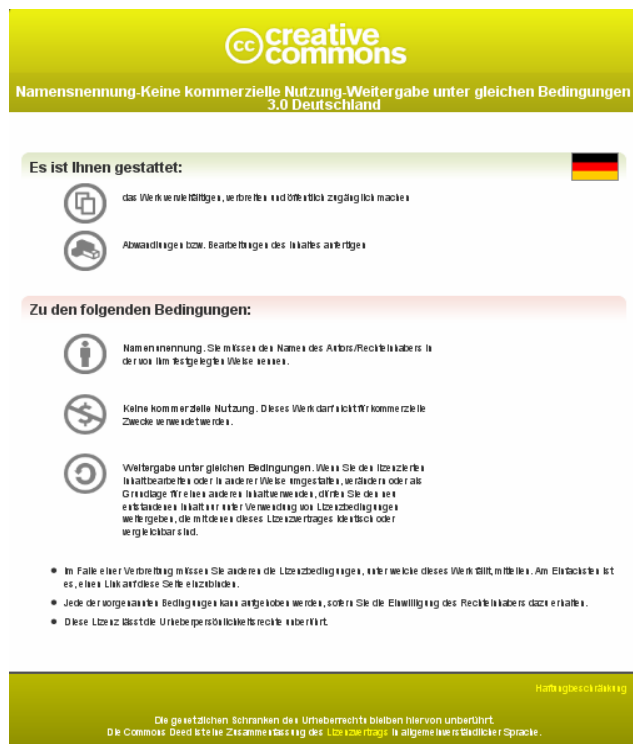 cc creative
commons
Namensnennung-Keine kommerzielle Nutzung-Weitergabe unter gleichen Bedingungen
3.0 Deutschland
Es ist Ihnen gestattet:
das Werk vervielfältigen, verbreiten und öffentlich zugänglich machen
Abwandlungen bzw. Bearbeitungen des Inhaltes anfertigen
Zu den folgenden Bedingungen:
Namensnennung. Sie müssen den Namen des Autors/Rechteinhabers in
der von ihm festgelegten Weise nennen.
Keine kommerzielle Nutzung. Dieses Werk darf nicht für kommerzielle
Zwecke verwendet werden.
Weitergabe unter gleichen Bedingungen. Wenn Sie den lizenzierten
Inhalt bearbeiten oder in anderer Weise umgestalten, verändern oder als
Grundlage für einen anderen Inhalt verwenden, dürfen Sie den neu
entstandenen Inhalt nur unter Verwendung von Lizenzbedingungen
weitergeben, die mit denen dieses Lizenzvertrages identisch oder
vergleichbar sind.
Im Falle einer Verbreitung müssen Sie anderen die Lizenzbedingungen, unter welche dieses Werk fällt, mitteilen. Am Einfachsten ist
es, einen Link auf diese Seite einzubinden.
Jede der vorgenannten Bedingungen kann aufgehoben werden, sofern Sie die Einwilligung des Rechteinhabers dazu erhalten.
Diese Lizenz lässt die Urheberpersönlichkeitsrechte unberührt.
Haftungsbeschränkung
Die gesetzlichen Schranken des Urheberrechts bleiben hiervon unberührt.
Die Commons Deed ist eine Zusammenfassung des Lizenzvertrags in allgemeinverständlicher Sprache.